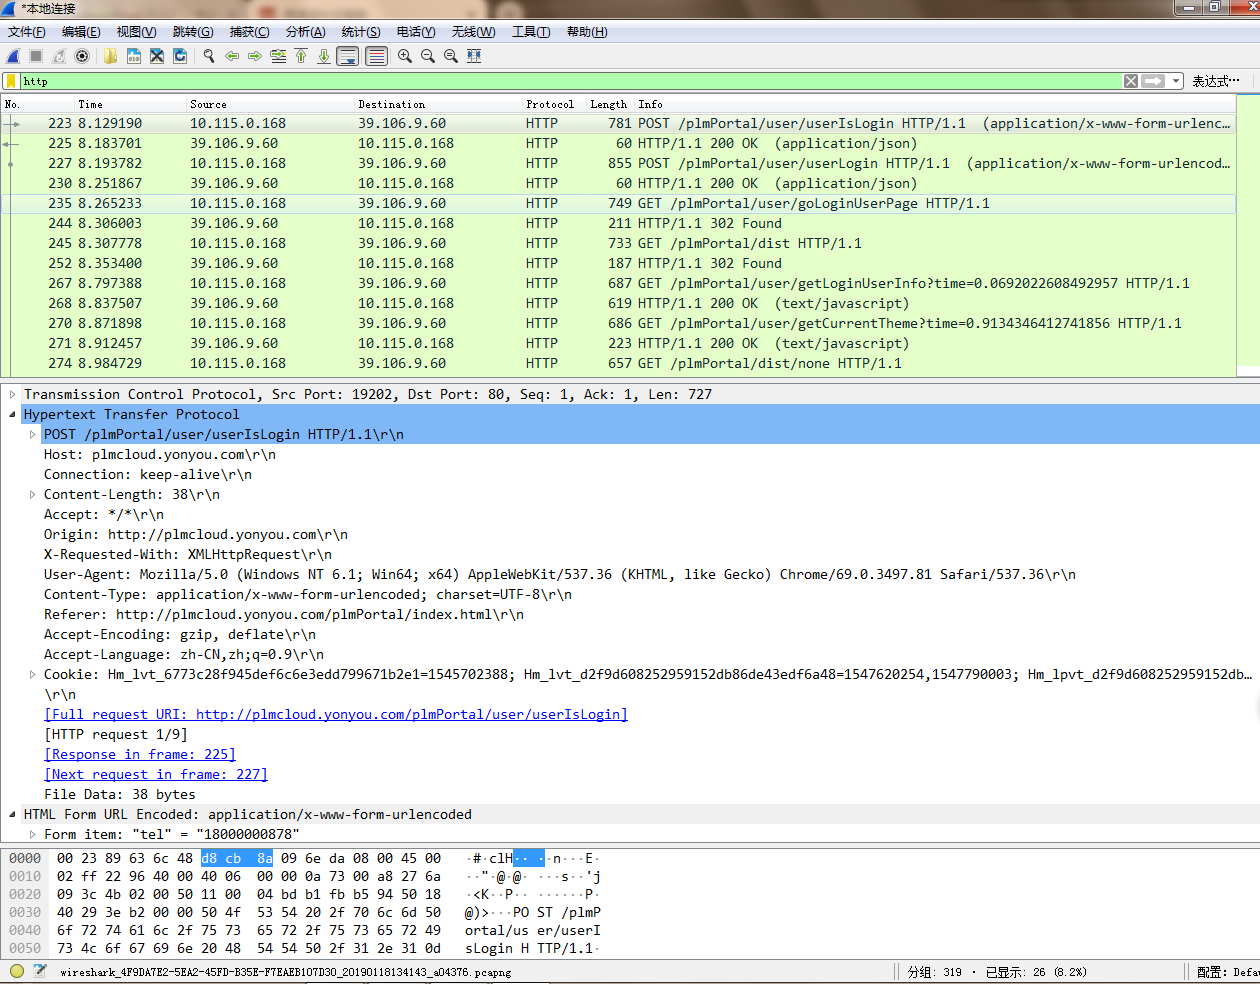 *本地连接
文件(F) 编辑(E) 视图(V) 跳转(G) 捕获(C) 分析(A) 统计(S) 电话(Y) 无线(W) 工具(T) 帮助(H)
http 表达式…
No. Time Source Destination Protocol Length Info
223 8.129190 10.115.0.168 39.106.9.60 HTTP 781 POST /plmPortal/user/userIsLogin HTTP/1.1 (application/x-www-form-urlenc…
225 8.183701 39.106.9.60 10.115.0.168 HTTP 60 HTTP/1.1 200 OK (application/json)
227 8.193782 10.115.0.168 39.106.9.60 HTTP 855 POST /plmPortal/user/userLogin HTTP/1.1 (application/x-www-form-urlencod…
230 8.251867 39.106.9.60 10.115.0.168 HTTP 60 HTTP/1.1 200 OK (application/json)
235 8.265233 10.115.0.168 39.106.9.60 HTTP 749 GET /plmPortal/user/goLoginUserPage HTTP/1.1
244 8.306003 39.106.9.60 10.115.0.168 HTTP 211 HTTP/1.1 302 Found
245 8.307778 10.115.0.168 39.106.9.60 HTTP 733 GET /plmPortal/dist HTTP/1.1
252 8.353400 39.106.9.60 10.115.0.168 HTTP 187 HTTP/1.1 302 Found
267 8.797388 10.115.0.168 39.106.9.60 HTTP 687 GET /plmPortal/user/getLoginUserInfo?time=0.0692022608492957 HTTP/1.1
268 8.837507 39.106.9.60 10.115.0.168 HTTP 619 HTTP/1.1 200 OK (text/javascript)
270 8.871898 10.115.0.168 39.106.9.60 HTTP 686 GET /plmPortal/user/getCurrentTheme?time=0.9134346412741856 HTTP/1.1
271 8.912457 39.106.9.60 10.115.0.168 HTTP 223 HTTP/1.1 200 OK (text/javascript)
274 8.984729 10.115.0.168 39.106.9.60 HTTP 657 GET /plmPortal/dist/none HTTP/1.1
Transmission Control Protocol, Src Port: 19202, Dst Port: 80, Seq: 1, Ack: 1, Len: 727
Hypertext Transfer Protocol
POST /plmPortal/user/userIsLogin HTTP/1.1\r\n
Host: plmcloud.yonyou.com\r\n
Connection: keep-alive\r\n
Content-Length: 38\r\n
Accept: */*\r\n
Origin: http://plmcloud.yonyou.com\r\n
X-Requested-With: XMLHttpRequest\r\n
User-Agent: Mozilla/5.0 (Windows NT 6.1; Win64; x64) AppleWebKit/537.36 (KHTML, like Gecko) Chrome/69.0.3497.81 Safari/537.36\r\n
Content-Type: application/x-www-form-urlencoded; charset=UTF-8\r\n
Referer: http://plmcloud.yonyou.com/plmPortal/index.html\r\n
Accept-Encoding: gzip, deflate\r\n
Accept-Language: zh-CN,zh;q=0.9\r\n
Cookie: Hm_lvt_6773c28f945def6c6e3edd799671b2e1=1545702388; Hm_lvt_d2f9d608252959152db86de43edf6a48=1547620254,1547790003; Hm_lpvt_d2f9d608252959152db…
\r\n
[Full request URI: http://plmcloud.yonyou.com/plmPortal/user/userIsLogin]
[HTTP request 1/9]
[Response in frame: 225]
[Next request in frame: 227]
File Data: 38 bytes
HTML Form URL Encoded: application/x-www-form-urlencoded
Form item: "tel" = "18000000878"
0000 00 23 89 63 6c 48 d8 cb 8a 09 6e da 08 00 45 00 ·#·clH·· ··n···E·
0010 02 ff 22 96 40 00 40 06 00 00 0a 73 00 a8 27 6a ··"·@·@· ···s··'j
0020 09 3c 4b 02 00 50 11 00 04 bd b1 fb b5 94 50 18 ·<K··P·· ······P·
0030 40 29 3e b2 00 00 50 4f 53 54 20 2f 70 6c 6d 50 @)>···PO ST /plmP
0040 6f 72 74 61 6c 2f 75 73 65 72 2f 75 73 65 72 49 ortal/us er/userI
0050 73 4c 6f 67 69 6e 20 48 54 54 50 2f 31 2e 31 0d sLogin H TTP/1.1·
wireshark_4F9DA7E2-5EA2-45FD-B35E-F7EAEB107D30_20190118134143_a04376.pcapng 分组: 319 · 已显示: 26 (8.2%) 配置: Defau